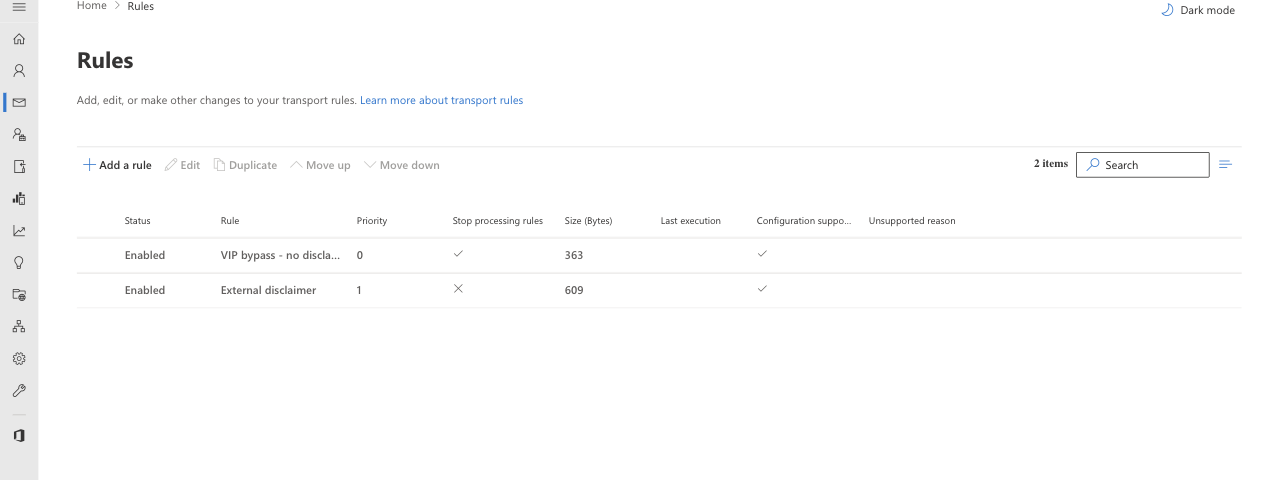 Home > Rules
Dark mode
Rules
Add, edit, or make other changes to your transport rules. Learn more about transport rules
Add a rule Edit Duplicate Move up Move down
2 items Search
Status Rule Priority Stop processing rules Size (Bytes) Last execution Configuration suppo... Unsupported reason
Enabled VIP bypass - no discla... 0 363
Enabled External disclaimer 1 609